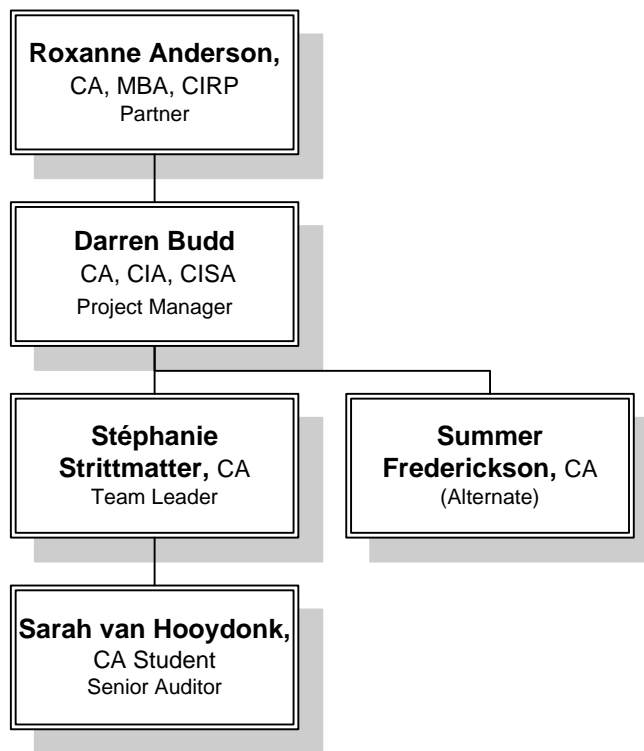 Roxanne Anderson,
CA, MBA, CIRP
Partner
Darren Budd
CA, CIA, CISA
Project Manager
Stéphanie
Strittmatter, CA
Team Leader
Summer
Frederickson, CA
(Alternate)
Sarah van Hooydonk,
CA Student
Senior Auditor